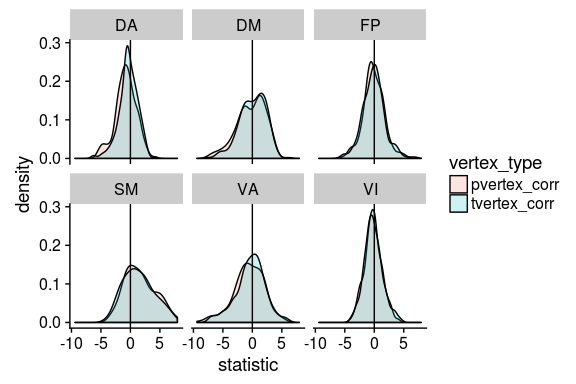 DA DM FP
0.3
0.2
0.1
0.0
SM VA VI
0.3
0.2
0.1
0.0
-10 -5 0 5 -10 -5 0 5 -10 -5 0 5
statistic
density
vertex_type
pvertex_corr
tvertex_corr